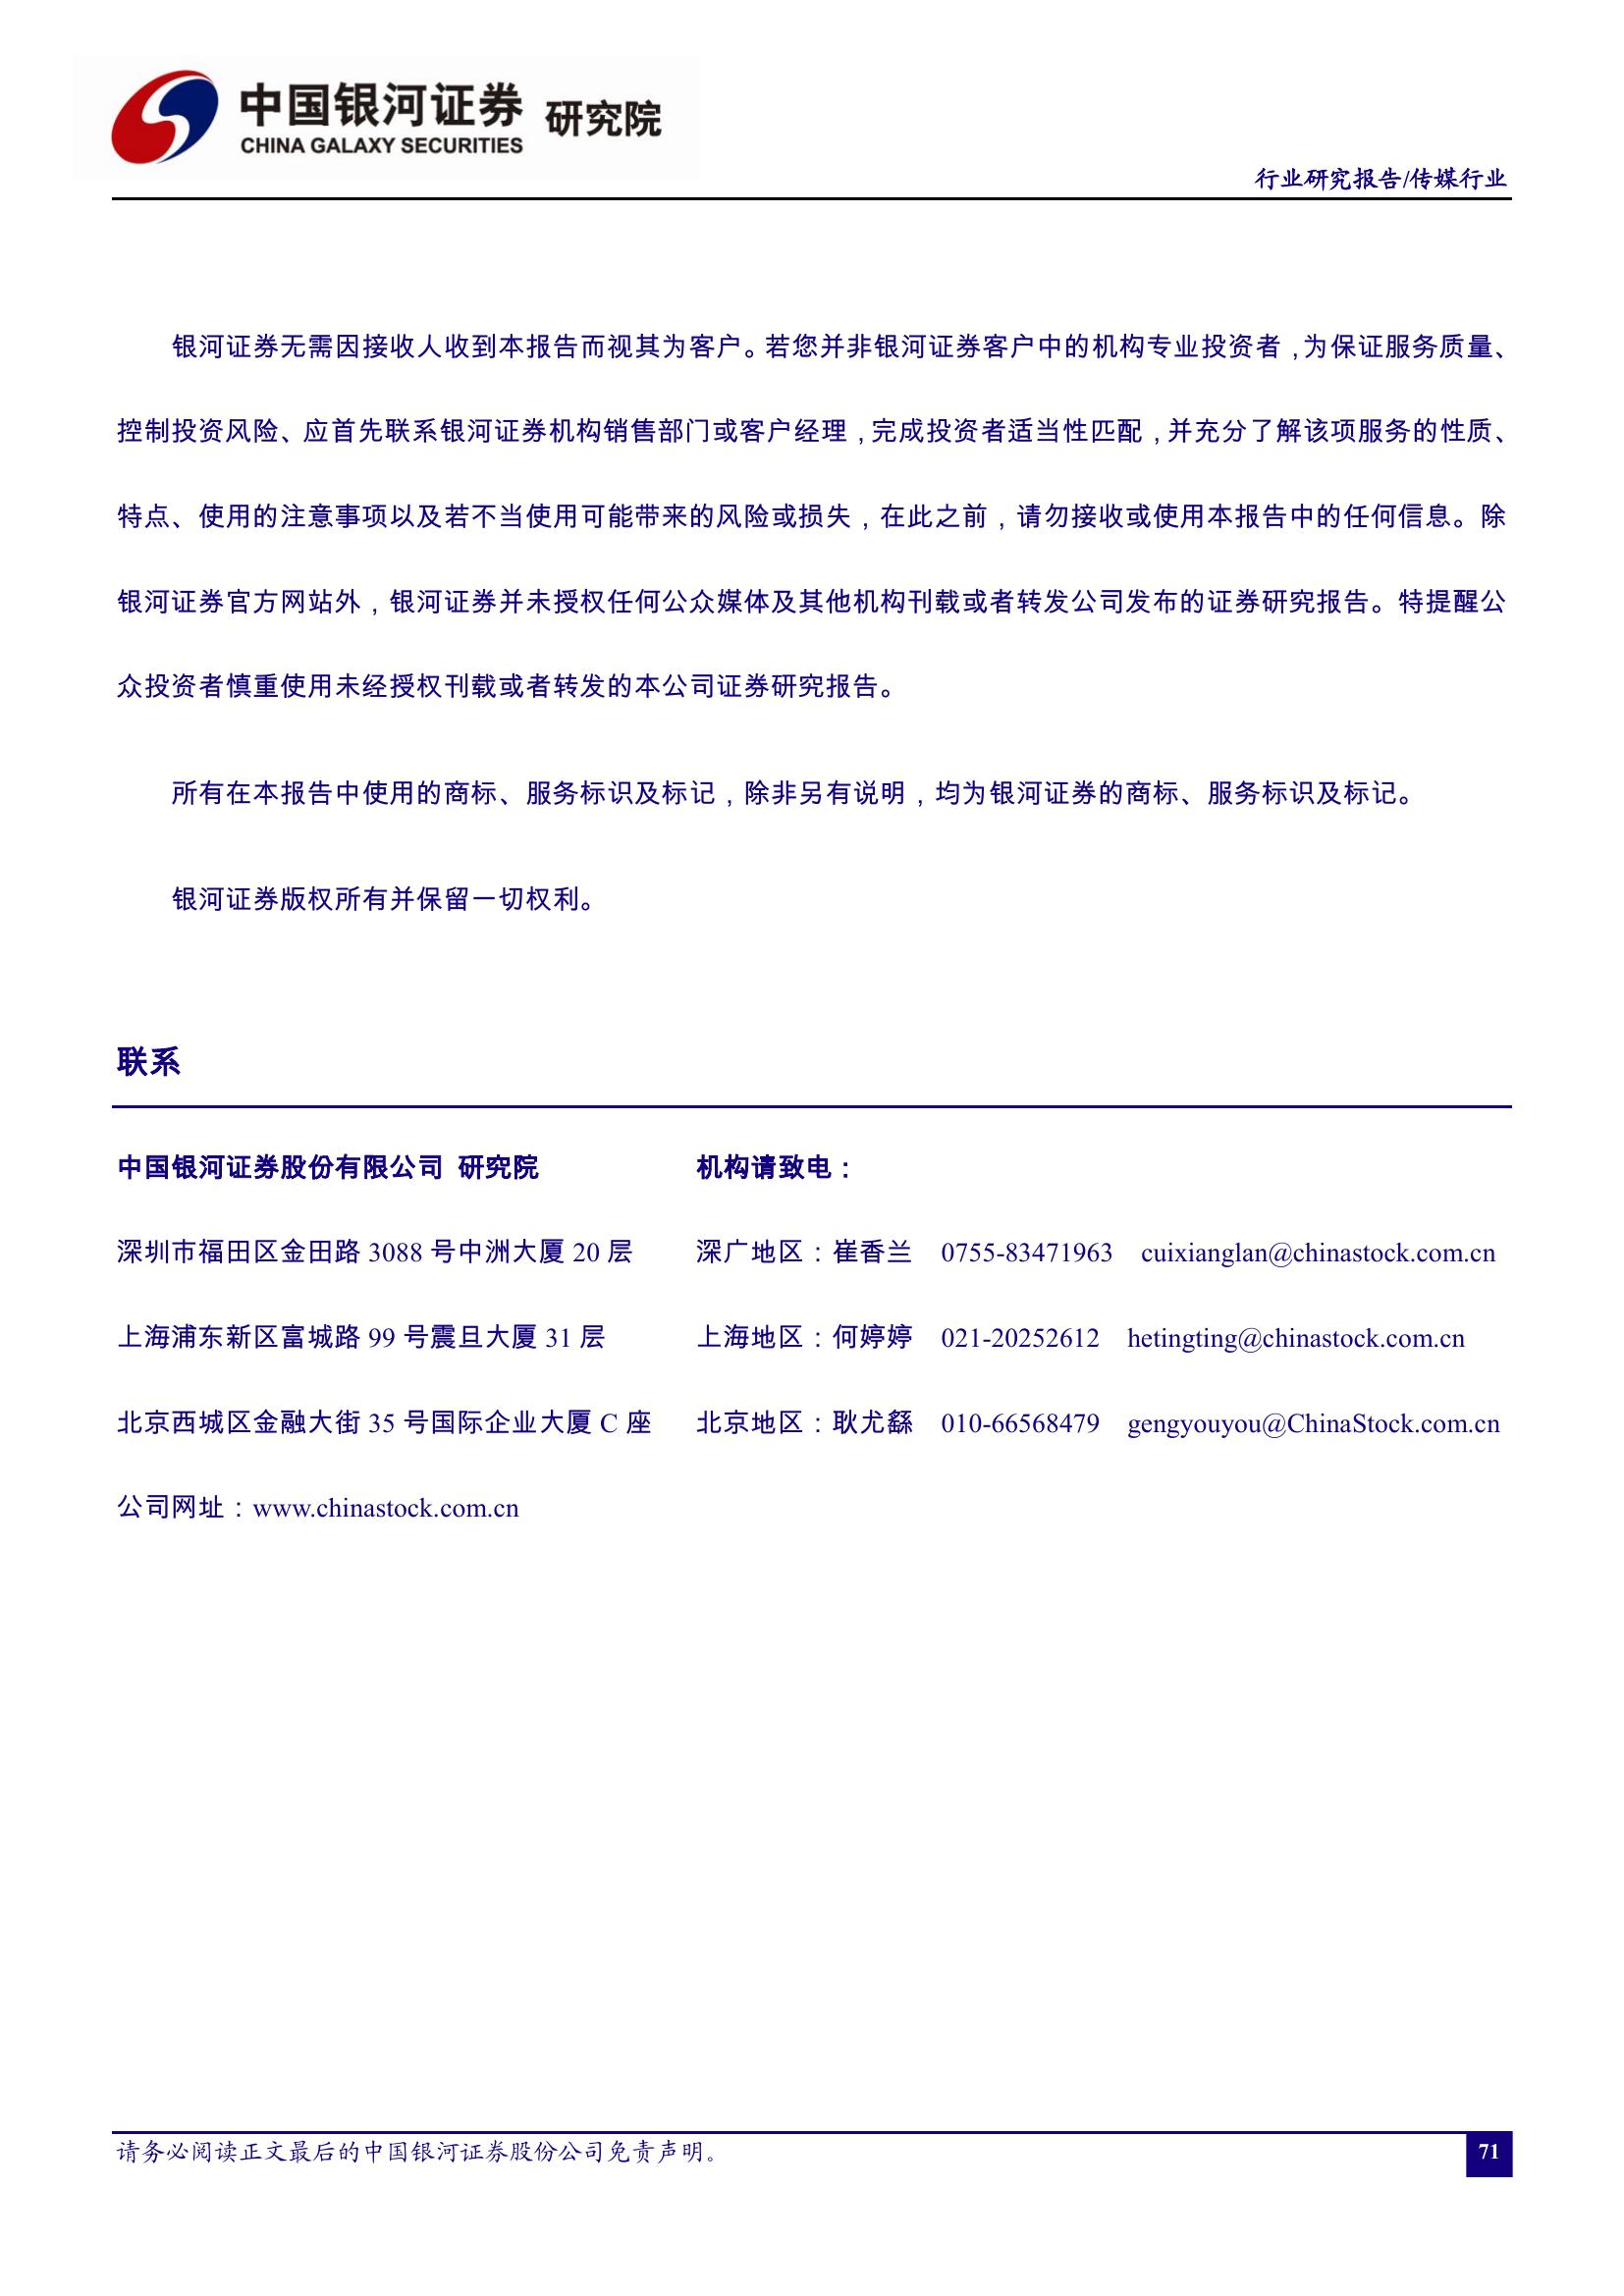 中国银河证券 研究院
CHINA GALAXY SECURITIES
行业研究报告/传媒行业
银河证券无需因接收人收到本报告而视其为客户。若您并非银河证券客户中的机构专业投资者，为保证服务质量、
控制投资风险、应首先联系银河证券机构销售部门或客户经理，完成投资者适当性匹配，并充分了解该项服务的性质、
特点、使用的注意事项以及若不当使用可能带来的风险或损失，在此之前，请勿接收或使用本报告中的任何信息。除
银河证券官方网站外，银河证券并未授权任何公众媒体及其他机构刊载或者转发公司发布的证券研究报告。特提醒公
众投资者慎重使用未经授权刊载或者转发的本公司证券研究报告。
所有在本报告中使用的商标、服务标识及标记，除非另有说明，均为银河证券的商标、服务标识及标记。
银河证券版权所有并保留一切权利。
联系
中国银河证券股份有限公司 研究院 机构请致电：
深圳市福田区金田路 3088 号中洲大厦 20 层 深广地区：崔香兰 0755-83471963 cuixianglan@chinastock.com.cn
上海浦东新区富城路 99 号震旦大厦 31 层 上海地区：何婷婷 021-20252612 hetingting@chinastock.com.cn
北京西城区金融大街 35 号国际企业大厦 C 座 北京地区：耿尤繇 010-66568479 gengyouyou@ChinaStock.com.cn
公司网址：www.chinastock.com.cn
请务必阅读正文最后的中国银河证券股份公司免责声明。
71